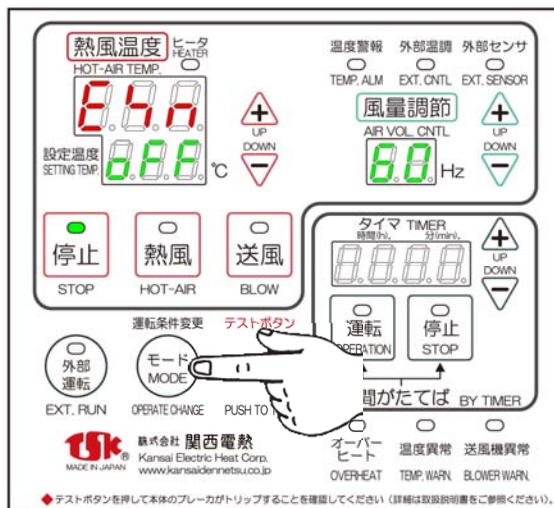 熱風温度 ヒータ
HEATER
HOT-AIR TEMP.
設定温度
SETTING TEMP.
oFF
℃
+
UP
DOWN
−
温度警報 外部温調 外部センサ
TEMP. ALM EXT. CNTL EXT. SENSOR
風量調節
AIR VOL. CNTL
60 Hz
+
UP
DOWN
−
停止 熱風 送風
STOP HOT-AIR BLOW
タイマ TIMER
時間(h). 分(min).
+
UP
DOWN
−
運転 停止
OPERATION STOP
間がたてば BY TIMER
運転条件変更 テストボタン
外部
運転
モード
MODE
EXT. RUN OPERATE CHANGE PUSH TO
オーバー
ヒート
温度異常 送風機異常
OVERHEAT TEMP. WARN. BLOWER WARN.
TSK ®
MADE IN JAPAN
株式会社 関西電熱
Kansai Electric Heat Corp.
www.kansaidennetsu.co.jp
◆テストボタンを押して本体のブレーカがトリップすることを確認してください（詳細は取扱説明書をご参照ください）。